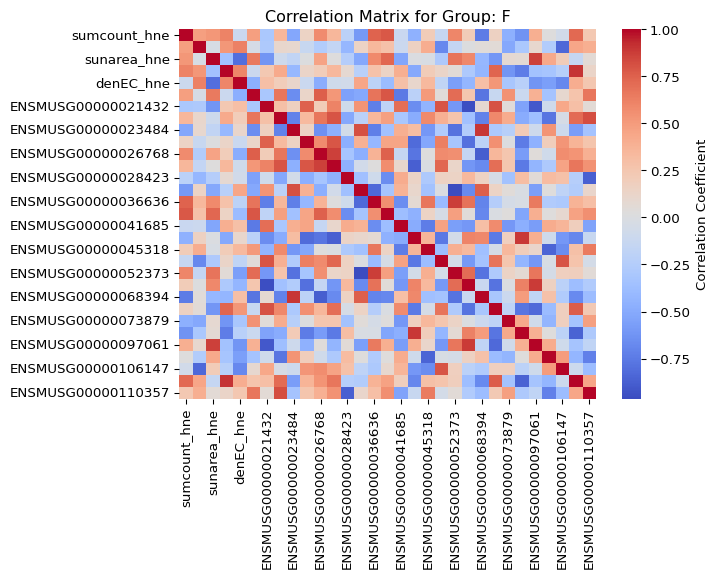 Correlation Matrix for Group: F
sumcount_hne
sunarea_hne
denEC_hne
ENSMUSG00000021432
ENSMUSG00000023484
ENSMUSG00000026768
ENSMUSG00000028423
ENSMUSG00000036636
ENSMUSG00000041685
ENSMUSG00000045318
ENSMUSG00000052373
ENSMUSG00000068394
ENSMUSG00000073879
ENSMUSG00000097061
ENSMUSG00000106147
ENSMUSG00000110357
sumcount_hne
sunarea_hne
denEC_hne
ENSMUSG00000021432
ENSMUSG00000023484
ENSMUSG00000026768
ENSMUSG00000028423
ENSMUSG00000036636
ENSMUSG00000041685
ENSMUSG00000045318
ENSMUSG00000052373
ENSMUSG00000068394
ENSMUSG00000073879
ENSMUSG00000097061
ENSMUSG00000106147
ENSMUSG00000110357
1.00
0.75
0.50
0.25
0.00
−0.25
−0.50
−0.75
Correlation Coefficient